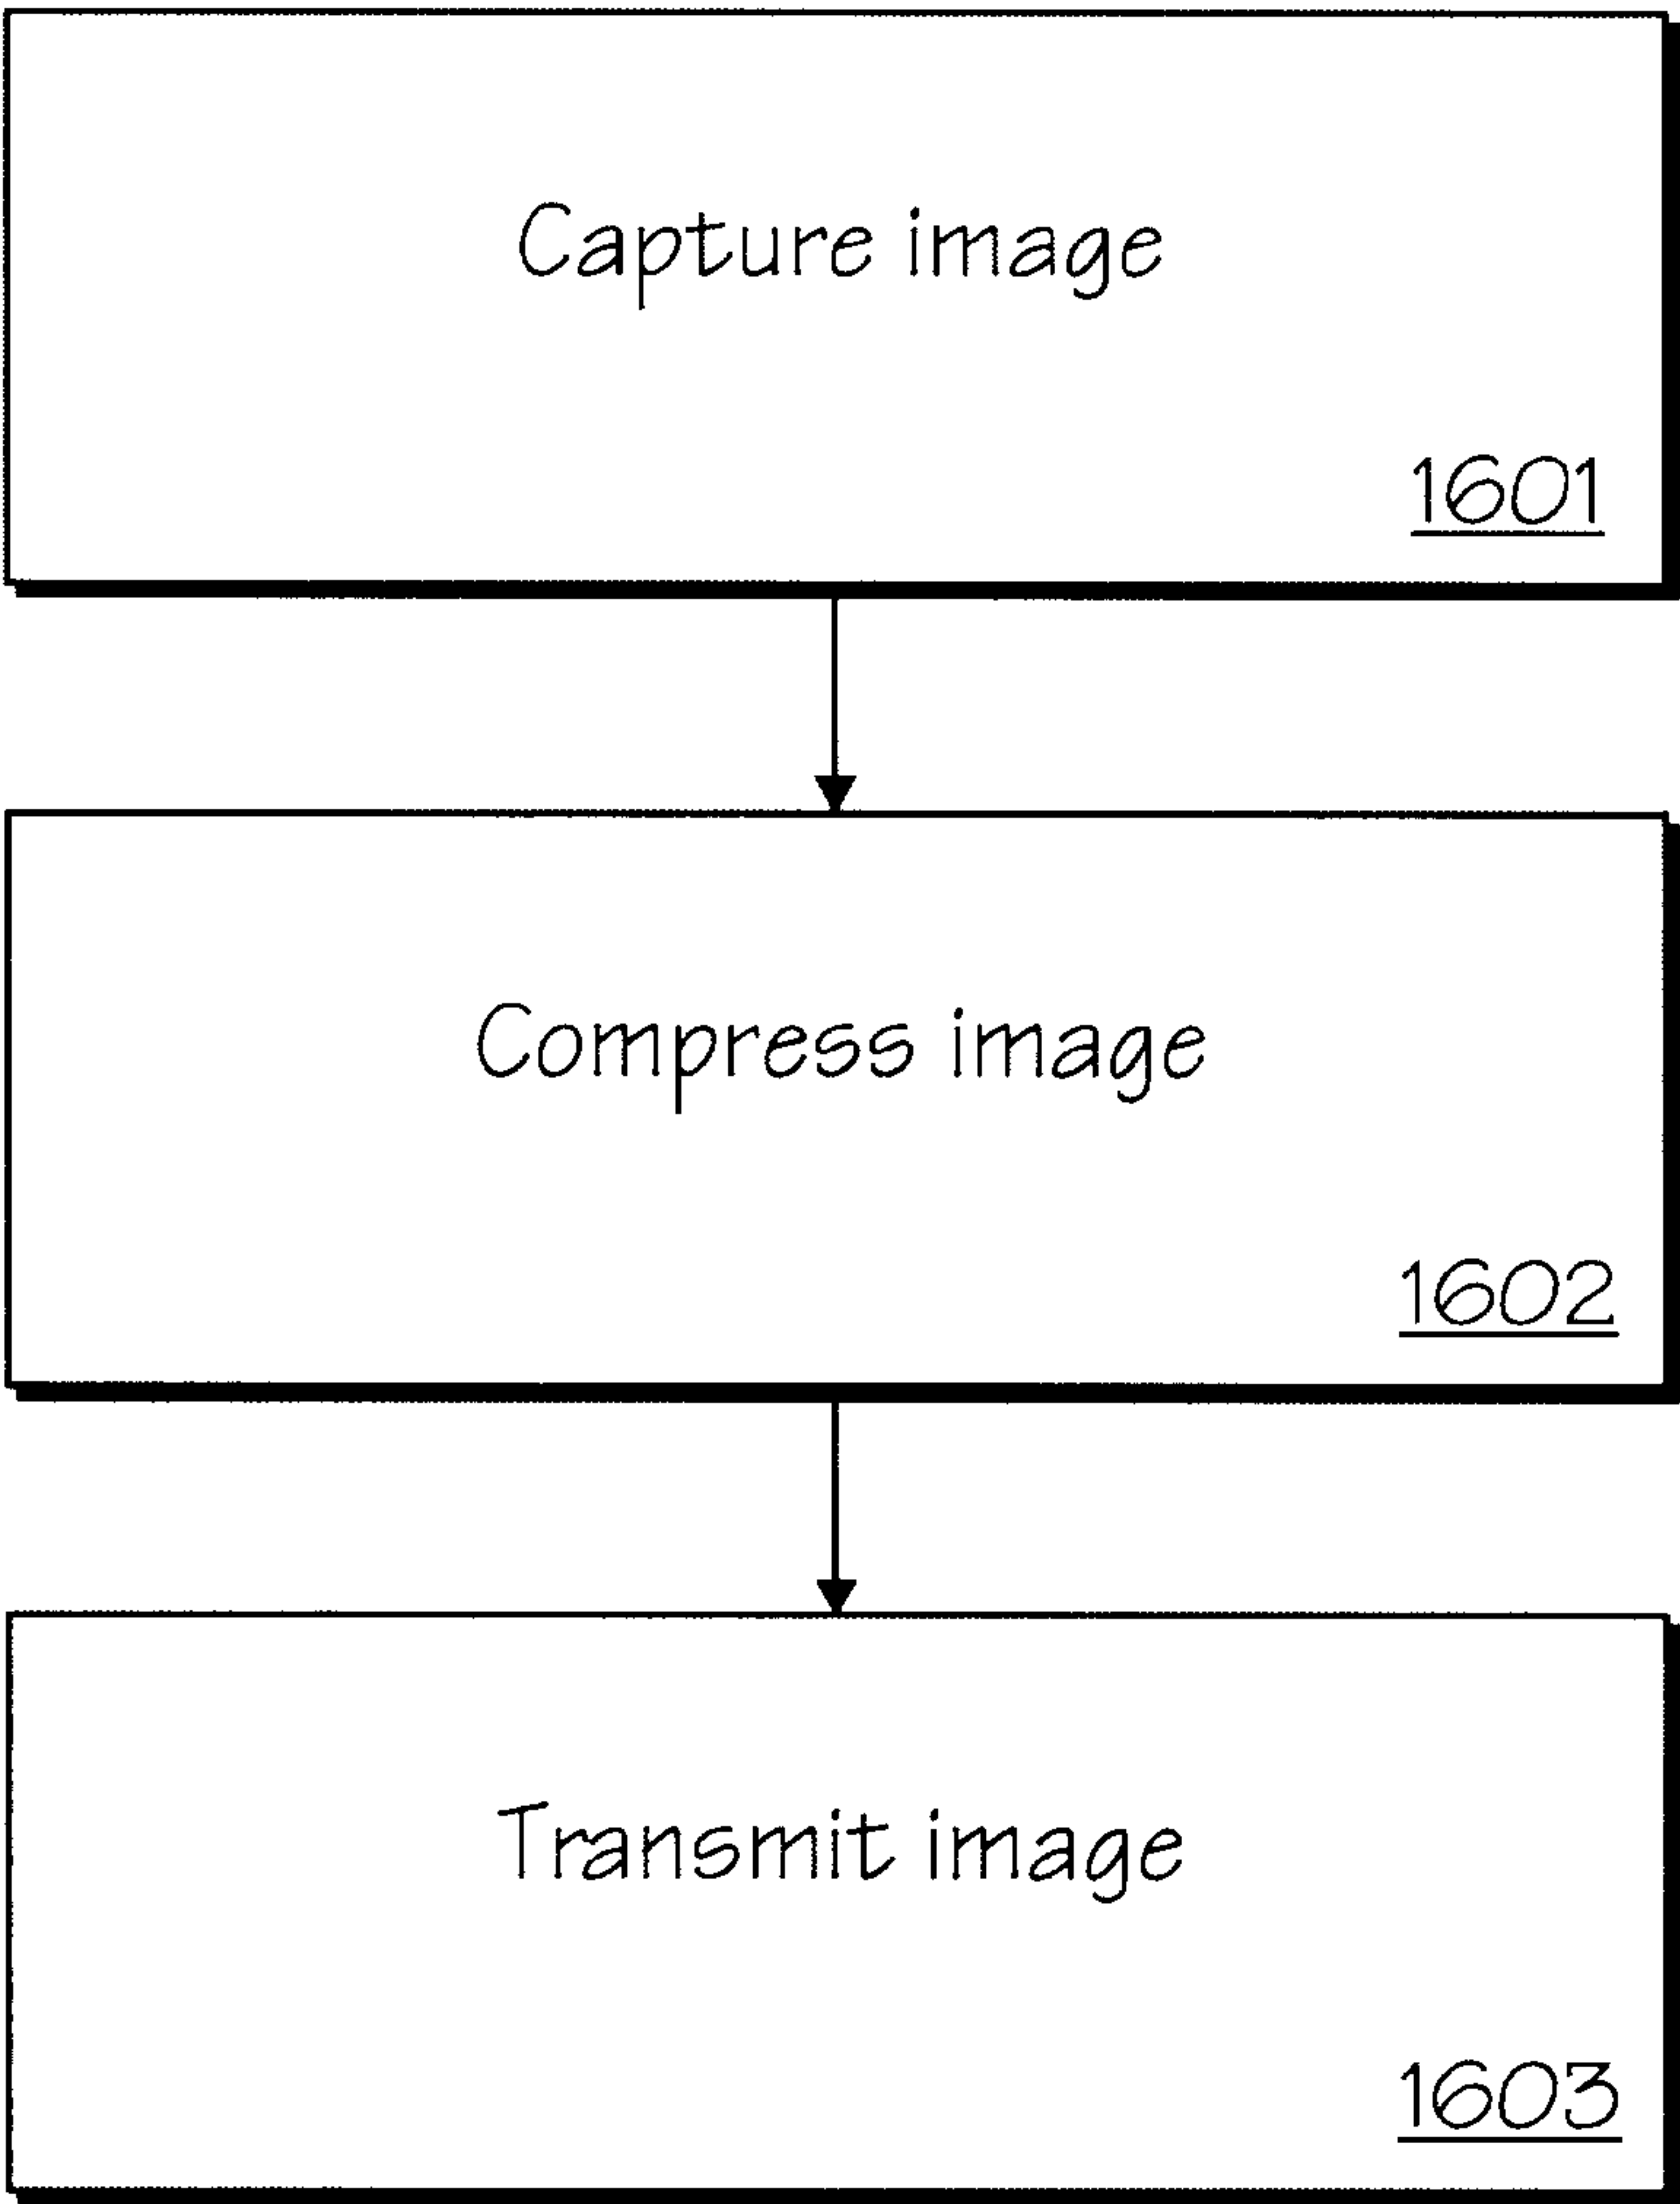 Capture image
1601
Compress image
1602
Transmit image
1603